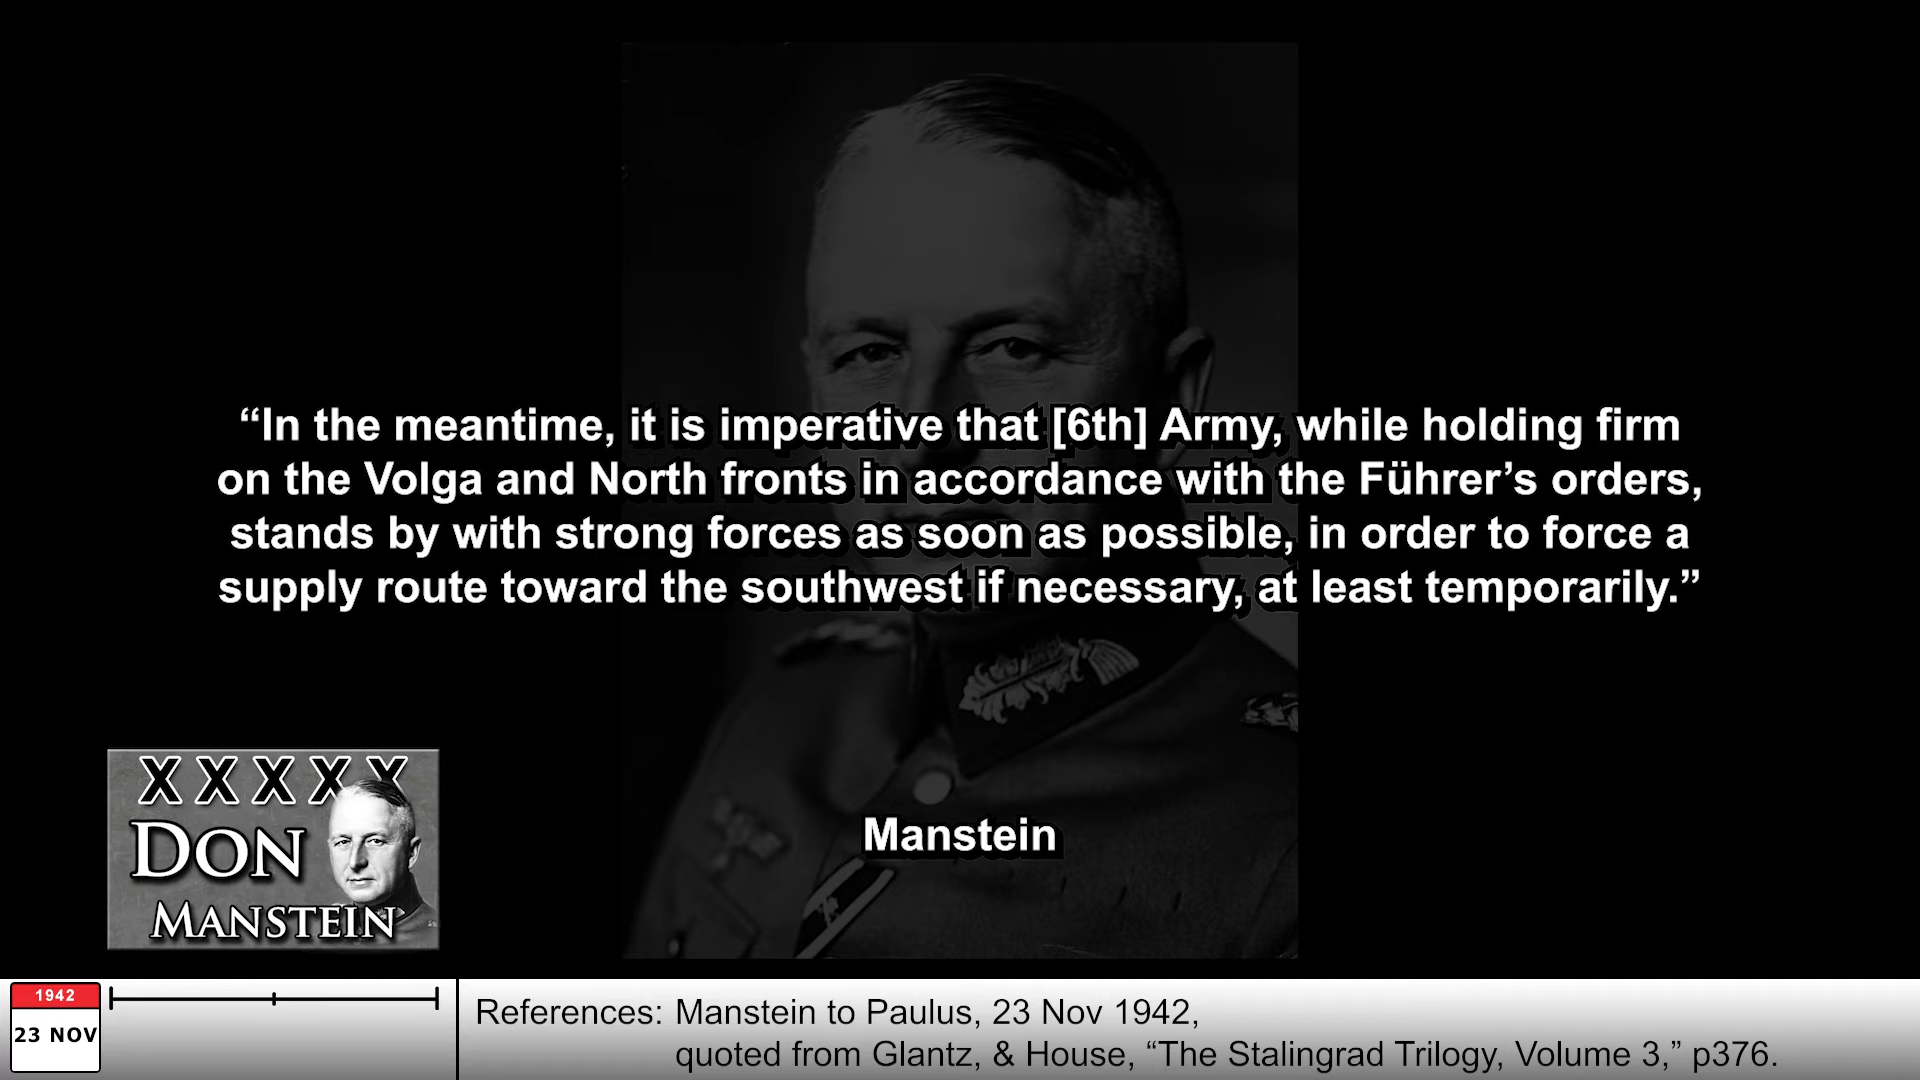 “In the meantime, it is imperative that [6th] Army, while holding firm
on the Volga and North fronts in accordance with the Führer’s orders,
stands by with strong forces as soon as possible, in order to force a
supply route toward the southwest if necessary, at least temporarily.”
Manstein
XXXXX
DON
MANSTEIN
1942
23 NOV
References: Manstein to Paulus, 23 Nov 1942,
quoted from Glantz, & House, “The Stalingrad Trilogy, Volume 3,” p376.